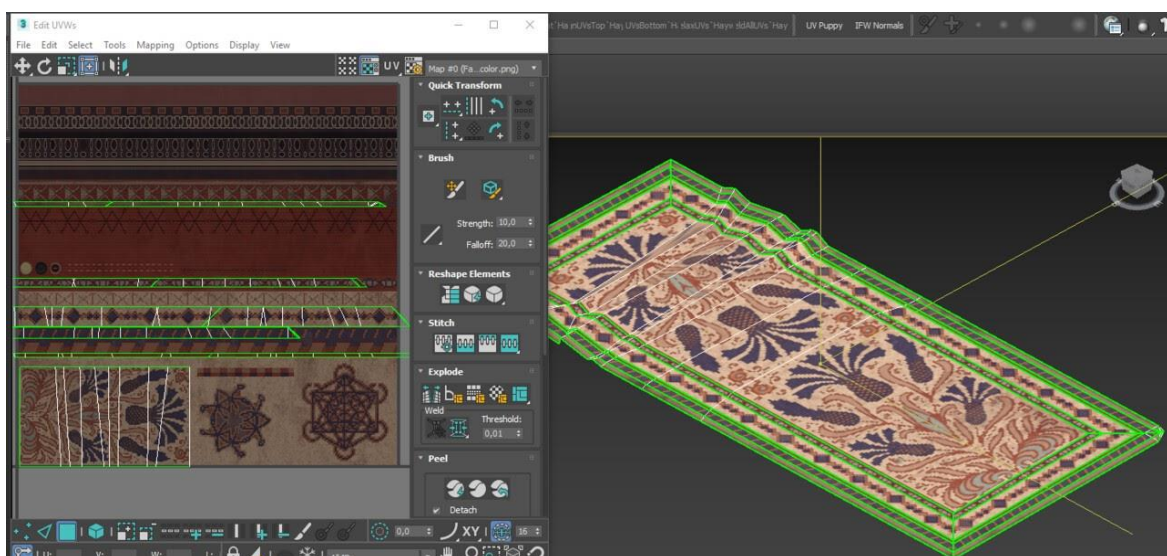 Edit UVWs
UV Puppy IFW Normals
File Edit Select Tools Mapping Options Display View
UV Map #0 (Fa...color.png)
Quick Transform
Brush
Strength: 10,0
Falloff: 20,0
Reshape Elements
Stitch
Explode
Weld
Threshold:
0,01
Peel
Detach
0,0 XY 16
U: V: W: L: